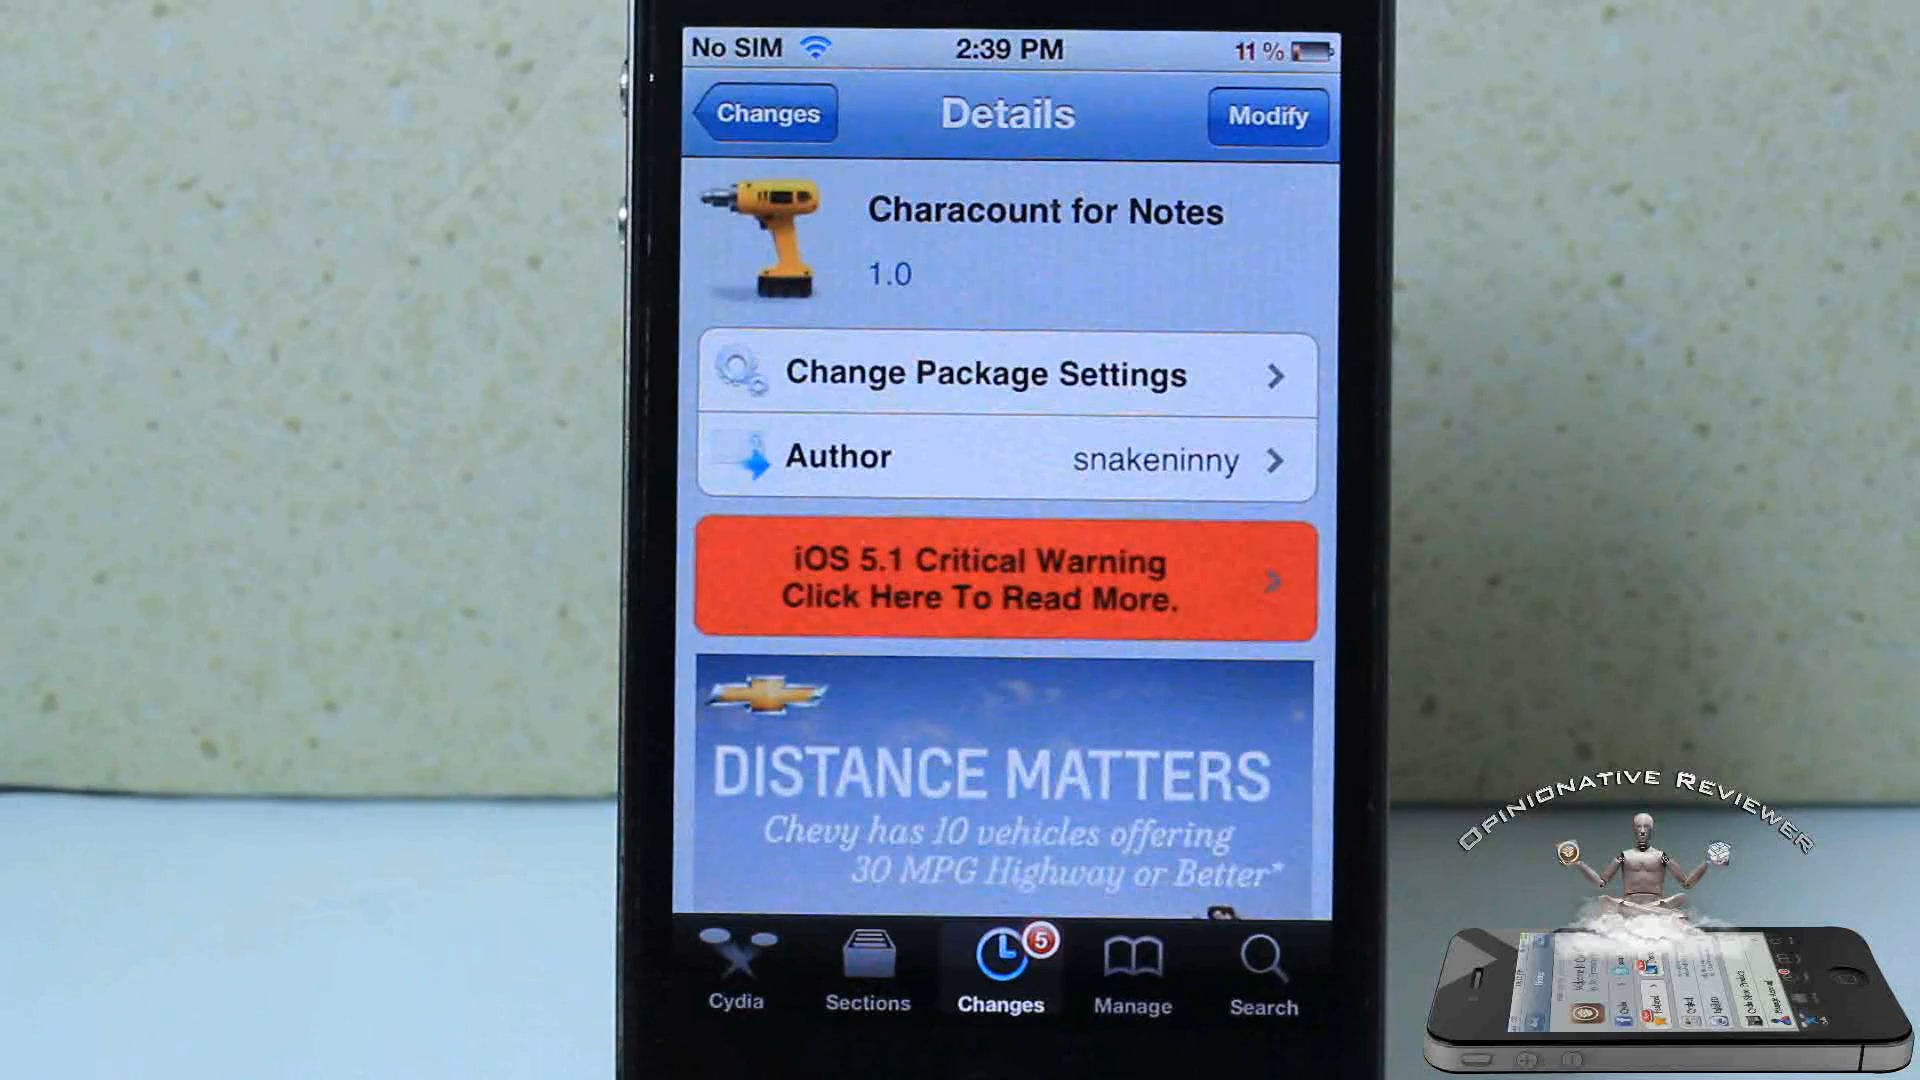 No SIM
2:39 PM
11 %
Changes
Details
Modify
Characount for Notes
1.0
Change Package Settings
Author
snakeninny
iOS 5.1 Critical Warning
Click Here To Read More.
DISTANCE MATTERS
Chevy has 10 vehicles offering
30 MPG Highway or Better*
5
Cydia
Sections
Changes
Manage
Search
Opinionative Reviewer